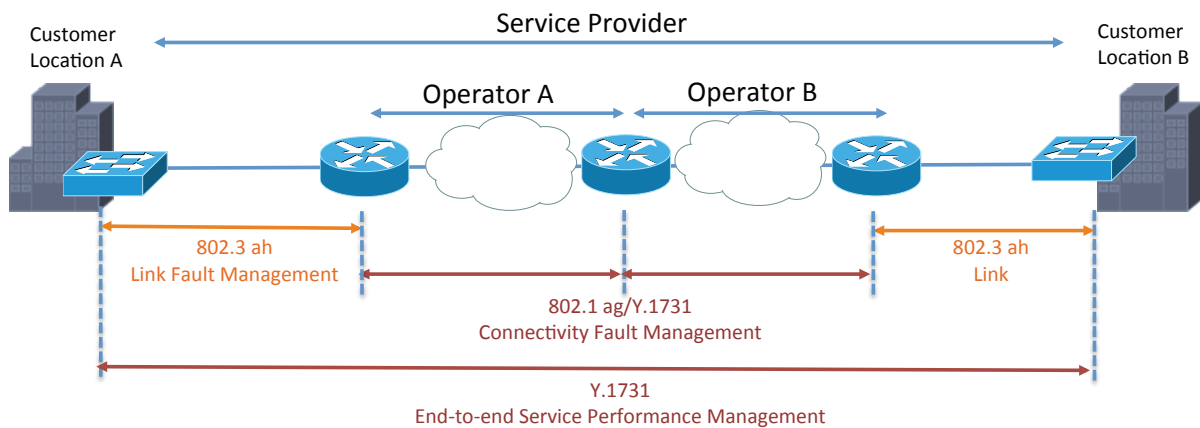 Service Provider
Customer
Location A
Customer
Location B
Operator A
Operator B
802.3 ah
Link Fault Management
802.3 ah
Link
802.1 ag/Y.1731
Connectivity Fault Management
Y.1731
End-to-end Service Performance Management